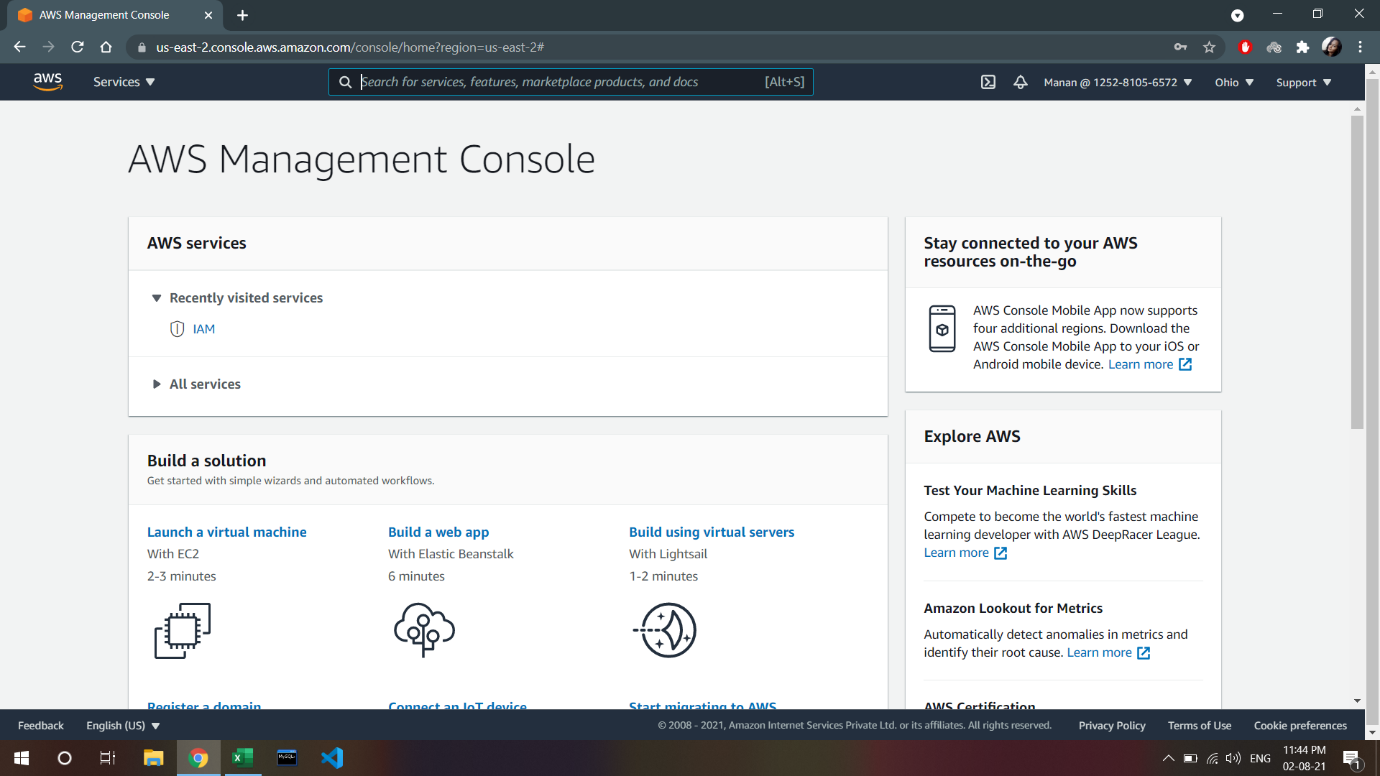 AWS Management Console
us-east-2.console.aws.amazon.com/console/home?region=us-east-2#
aws
Services
Search for services, features, marketplace products, and docs
[Alt+S]
Manan @ 1252-8105-6572
Ohio
Support
AWS Management Console
AWS services
Recently visited services
IAM
All services
Build a solution
Get started with simple wizards and automated workflows.
Launch a virtual machine
With EC2
2-3 minutes
Build a web app
With Elastic Beanstalk
6 minutes
Build using virtual servers
With Lightsail
1-2 minutes
Register a domain
Connect an IoT device
Start migrating to AWS
Stay connected to your AWS
resources on-the-go
AWS Console Mobile App now supports
four additional regions. Download the
AWS Console Mobile App to your iOS or
Android mobile device. Learn more
Explore AWS
Test Your Machine Learning Skills
Compete to become the world's fastest machine
learning developer with AWS DeepRacer League.
Learn more
Amazon Lookout for Metrics
Automatically detect anomalies in metrics and
identify their root cause. Learn more
AWS Certification
Feedback
English (US)
© 2008 - 2021, Amazon Internet Services Private Ltd. or its affiliates. All rights reserved.
Privacy Policy
Terms of Use
Cookie preferences
MySQL
ENG
11:44 PM
02-08-21
1